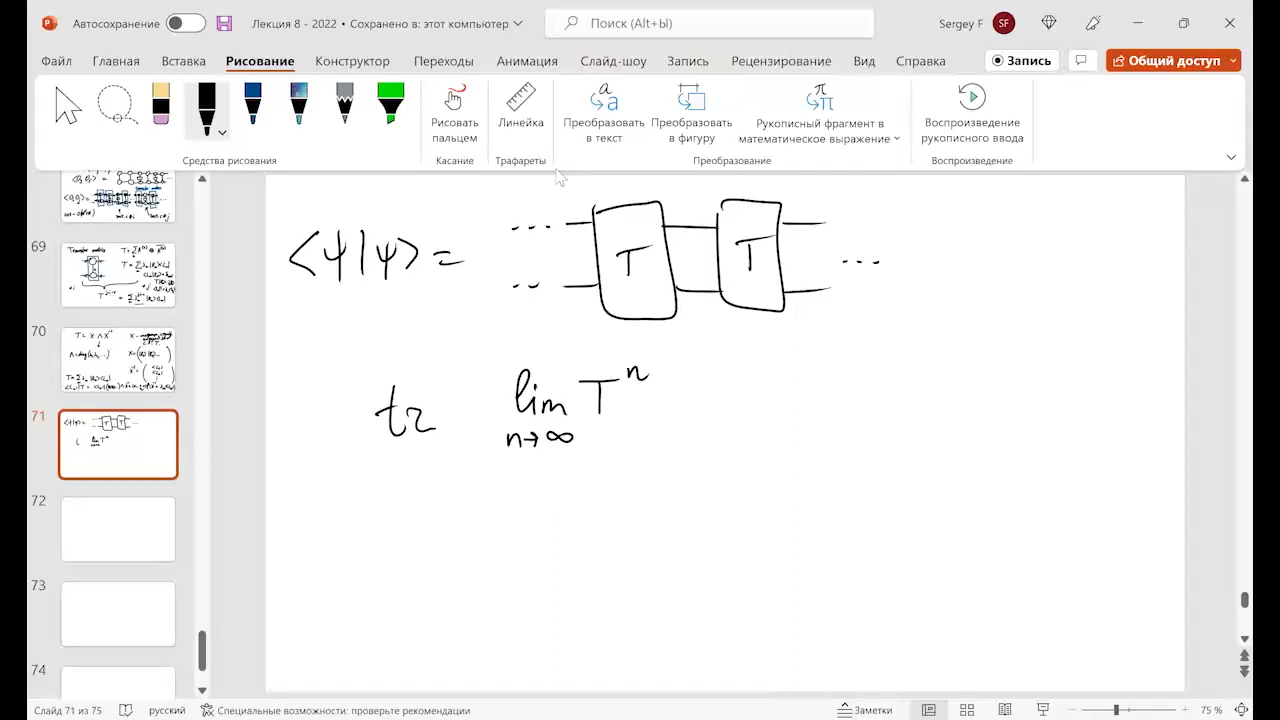 Автосохранение
Лекция 8 - 2022 • Сохранено в: этот компьютер
Поиск (Alt+Ы)
Sergey F
SF
Файл Главная Вставка Рисование Конструктор Переходы Анимация Слайд-шоу Запись Рецензирование Вид Справка
Запись
Общий доступ
Рисовать пальцем
Линейка
Преобразовать в текст
Преобразовать в фигуру
Рукописный фрагмент в математическое выражение
Воспроизведение рукописного ввода
Средства рисования
Касание
Трафареты
Преобразование
Воспроизведение
69
70
71
72
73
74
<ψ|ψ> =
... T T ...
tr lim T^n
n→∞
Слайд 71 из 75
русский
Специальные возможности: проверьте рекомендации
Заметки
75 %